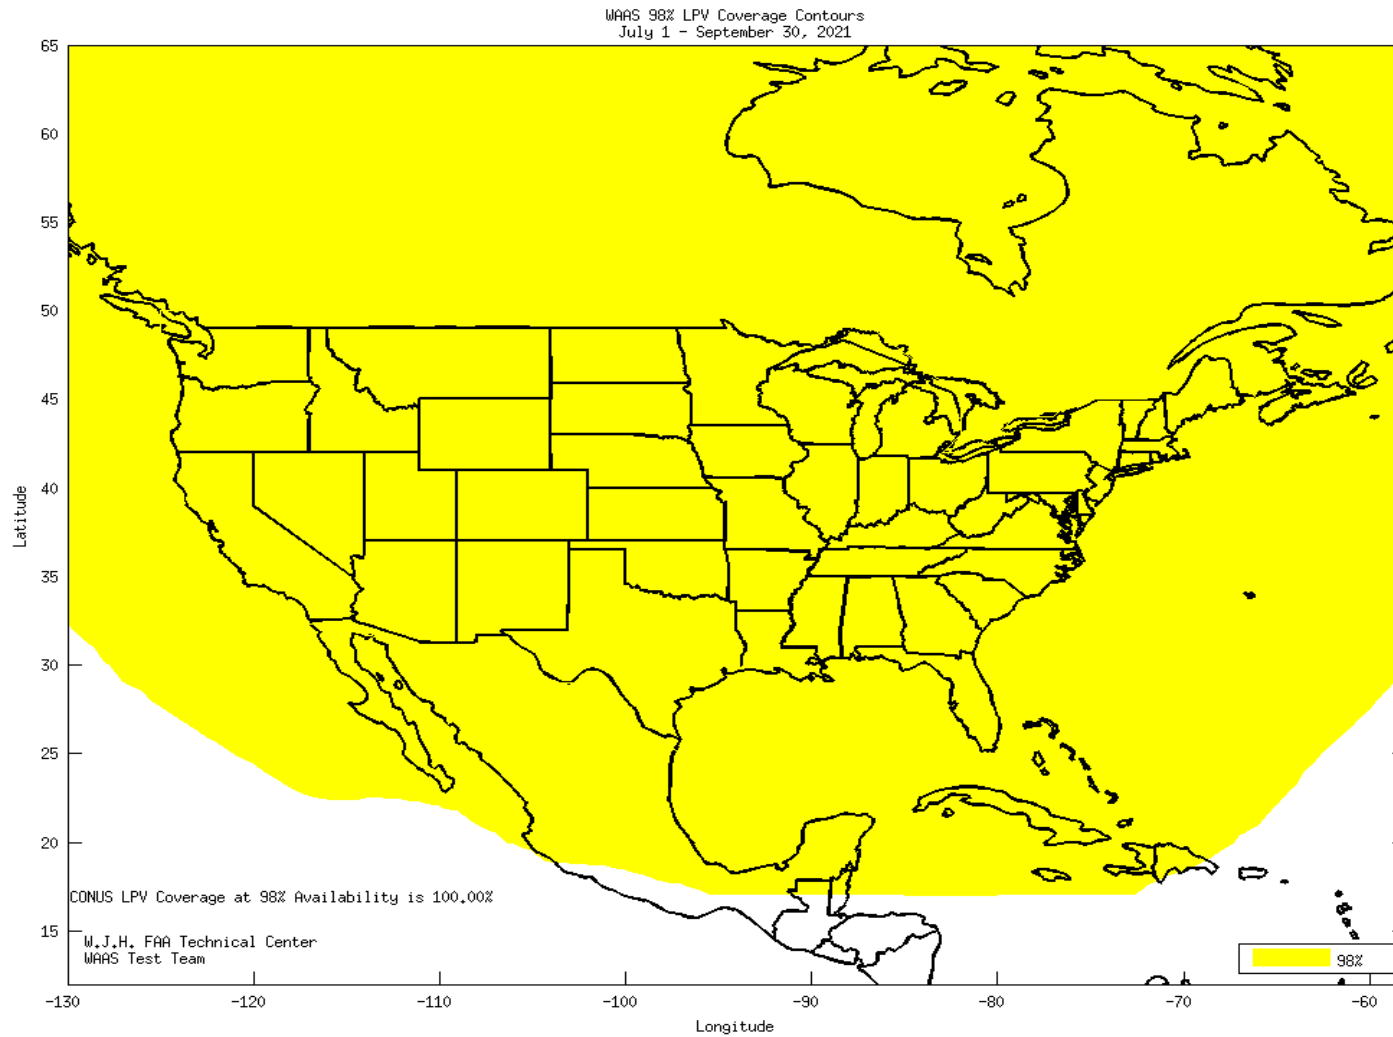 WAAS 98% LPV Coverage Contours
July 1 - September 30, 2021
65
60
55
50
45
40
35
30
25
20
15
Latitude
CONUS LPV Coverage at 98% Availability is 100.00%
W.J.H. FAA Technical Center
WAAS Test Team
98%
-130
-120
-110
-100
-90
-80
-70
-60
Longitude